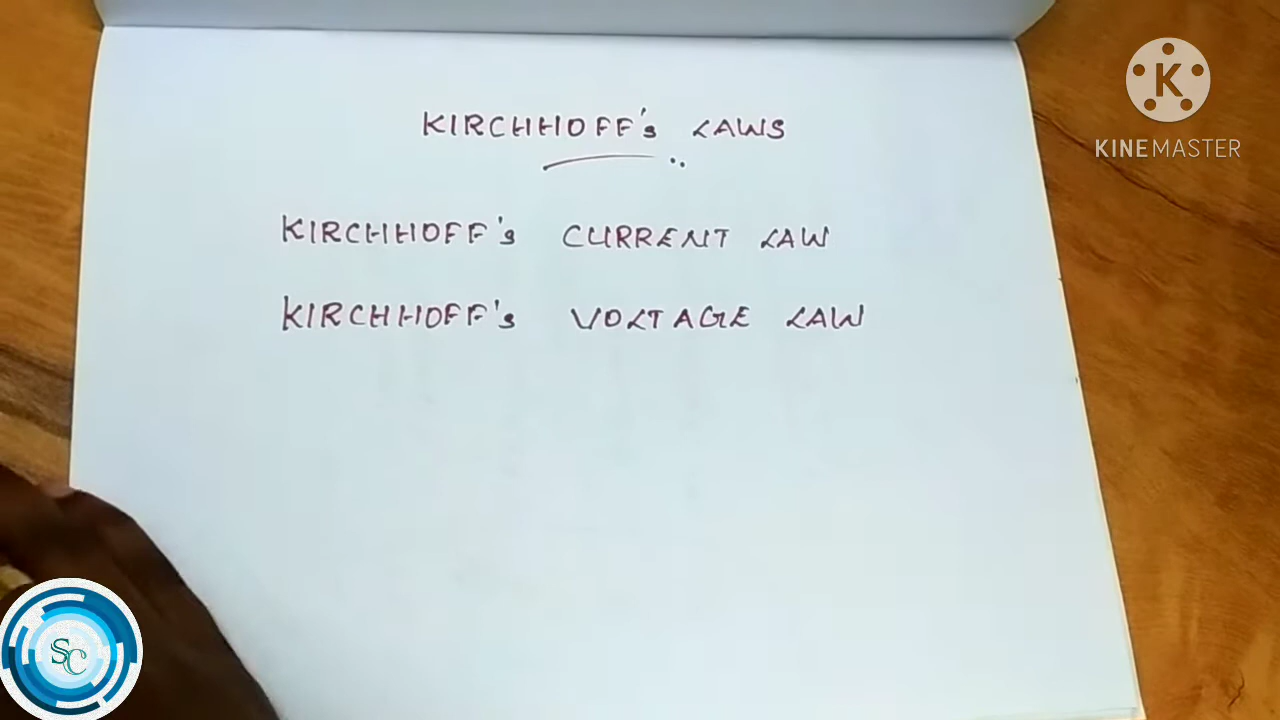 KIRCHHOFF's LAWS
KIRCHHOFF's CURRENT LAW
KIRCHHOFF's VOLTAGE LAW
K
KINEMASTER
SC